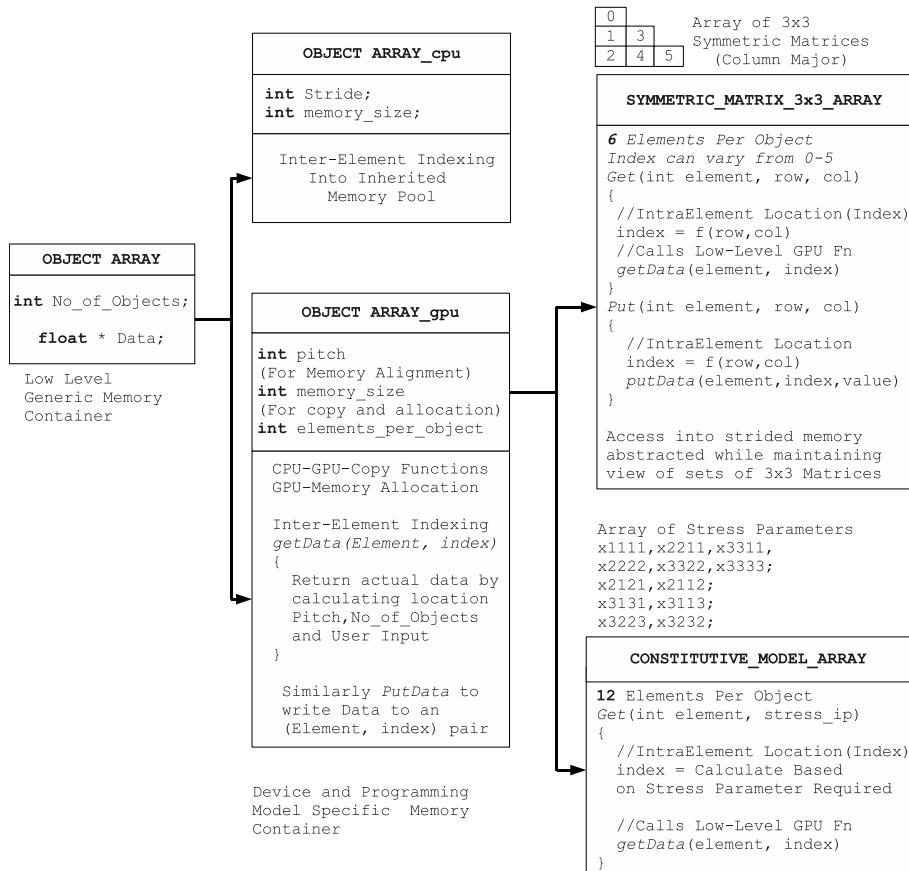 OBJECT ARRAY
int No_of_Objects;
float * Data;
Low Level
Generic Memory
Container
OBJECT ARRAY_cpu
int Stride;
int memory_size;
Inter-Element Indexing
Into Inherited
Memory Pool
OBJECT ARRAY_gpu
int pitch
(For Memory Alignment)
int memory_size
(For copy and allocation)
int elements_per_object
CPU-GPU-Copy Functions
GPU-Memory Allocation
Inter-Element Indexing
getData(Element, index)
{
Return actual data by
calculating location
Pitch,No_of_Objects
and User Input
}
Similarly PutData to
write Data to an
(Element, index) pair
Device and Programming
Model Specific Memory
Container
0
1 3
2 4 5
Array of 3x3
Symmetric Matrices
(Column Major)
SYMMETRIC_MATRIX_3x3_ARRAY
6 Elements Per Object
Index can vary from 0-5
Get(int element, row, col)
{
//IntraElement Location(Index)
index = f(row,col)
//Calls Low-Level GPU Fn
getData(element, index)
}
Put(int element, row, col)
{
//IntraElement Location
index = f(row,col)
putData(element,index,value)
}
Access into strided memory
abstracted while maintaining
view of sets of 3x3 Matrices
Array of Stress Parameters
x1111,x2211,x3311,
x2222,x3322,x3333;
x2121,x2112;
x3131,x3113;
x3223,x3232;
CONSTITUTIVE_MODEL_ARRAY
12 Elements Per Object
Get(int element, stress_ip)
{
//IntraElement Location(Index)
index = Calculate Based
on Stress Parameter Required
//Calls Low-Level GPU Fn
getData(element, index)
}